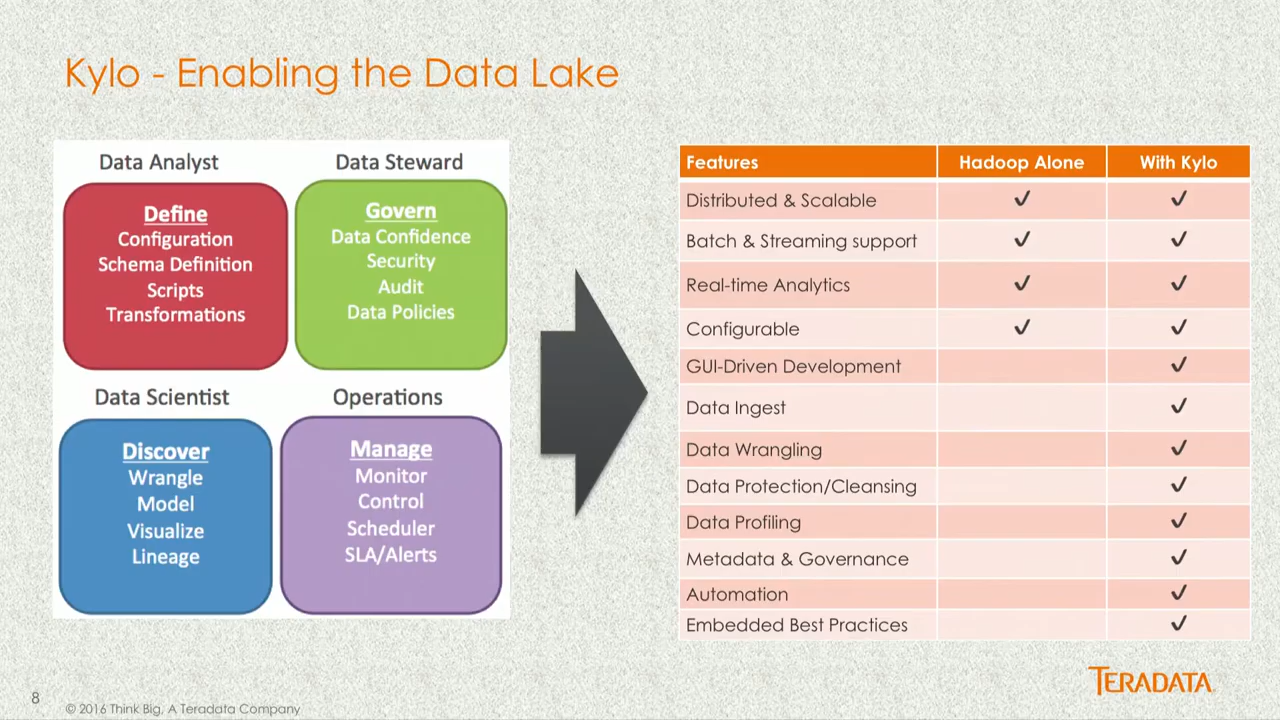 Kylo - Enabling the Data Lake
Data Analyst
Define
Configuration
Schema Definition
Scripts
Transformations
Data Steward
Govern
Data Confidence
Security
Audit
Data Policies
Data Scientist
Discover
Wrangle
Model
Visualize
Lineage
Operations
Manage
Monitor
Control
Scheduler
SLA/Alerts
Features Hadoop Alone With Kylo
Distributed & Scalable ✔ ✔
Batch & Streaming support ✔ ✔
Real-time Analytics ✔ ✔
Configurable ✔ ✔
GUI-Driven Development ✔
Data Ingest ✔
Data Wrangling ✔
Data Protection/Cleansing ✔
Data Profiling ✔
Metadata & Governance ✔
Automation ✔
Embedded Best Practices ✔
TERADATA
8
© 2016 Think Big, A Teradata Company